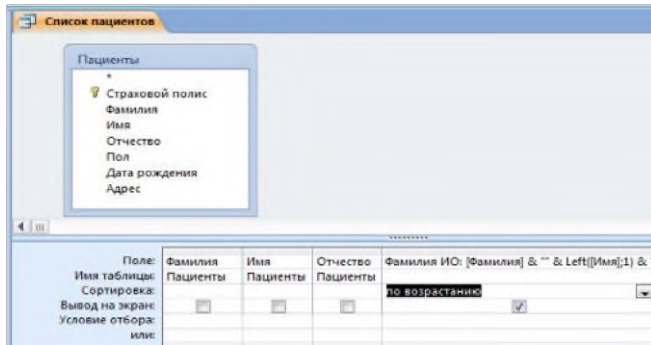 Список пациентов
Пациенты
*
Страховой полис
Фамилия
Имя
Отчество
Пол
Дата рождения
Адрес
Поле: Фамилия Имя Отчество Фамилия ИО: [Фамилия] & "" & Left([Имя];1) & "
Имя таблицы: Пациенты Пациенты Пациенты
Сортировка: по возрастанию
Вывод на экран:
Условие отбора:
или: